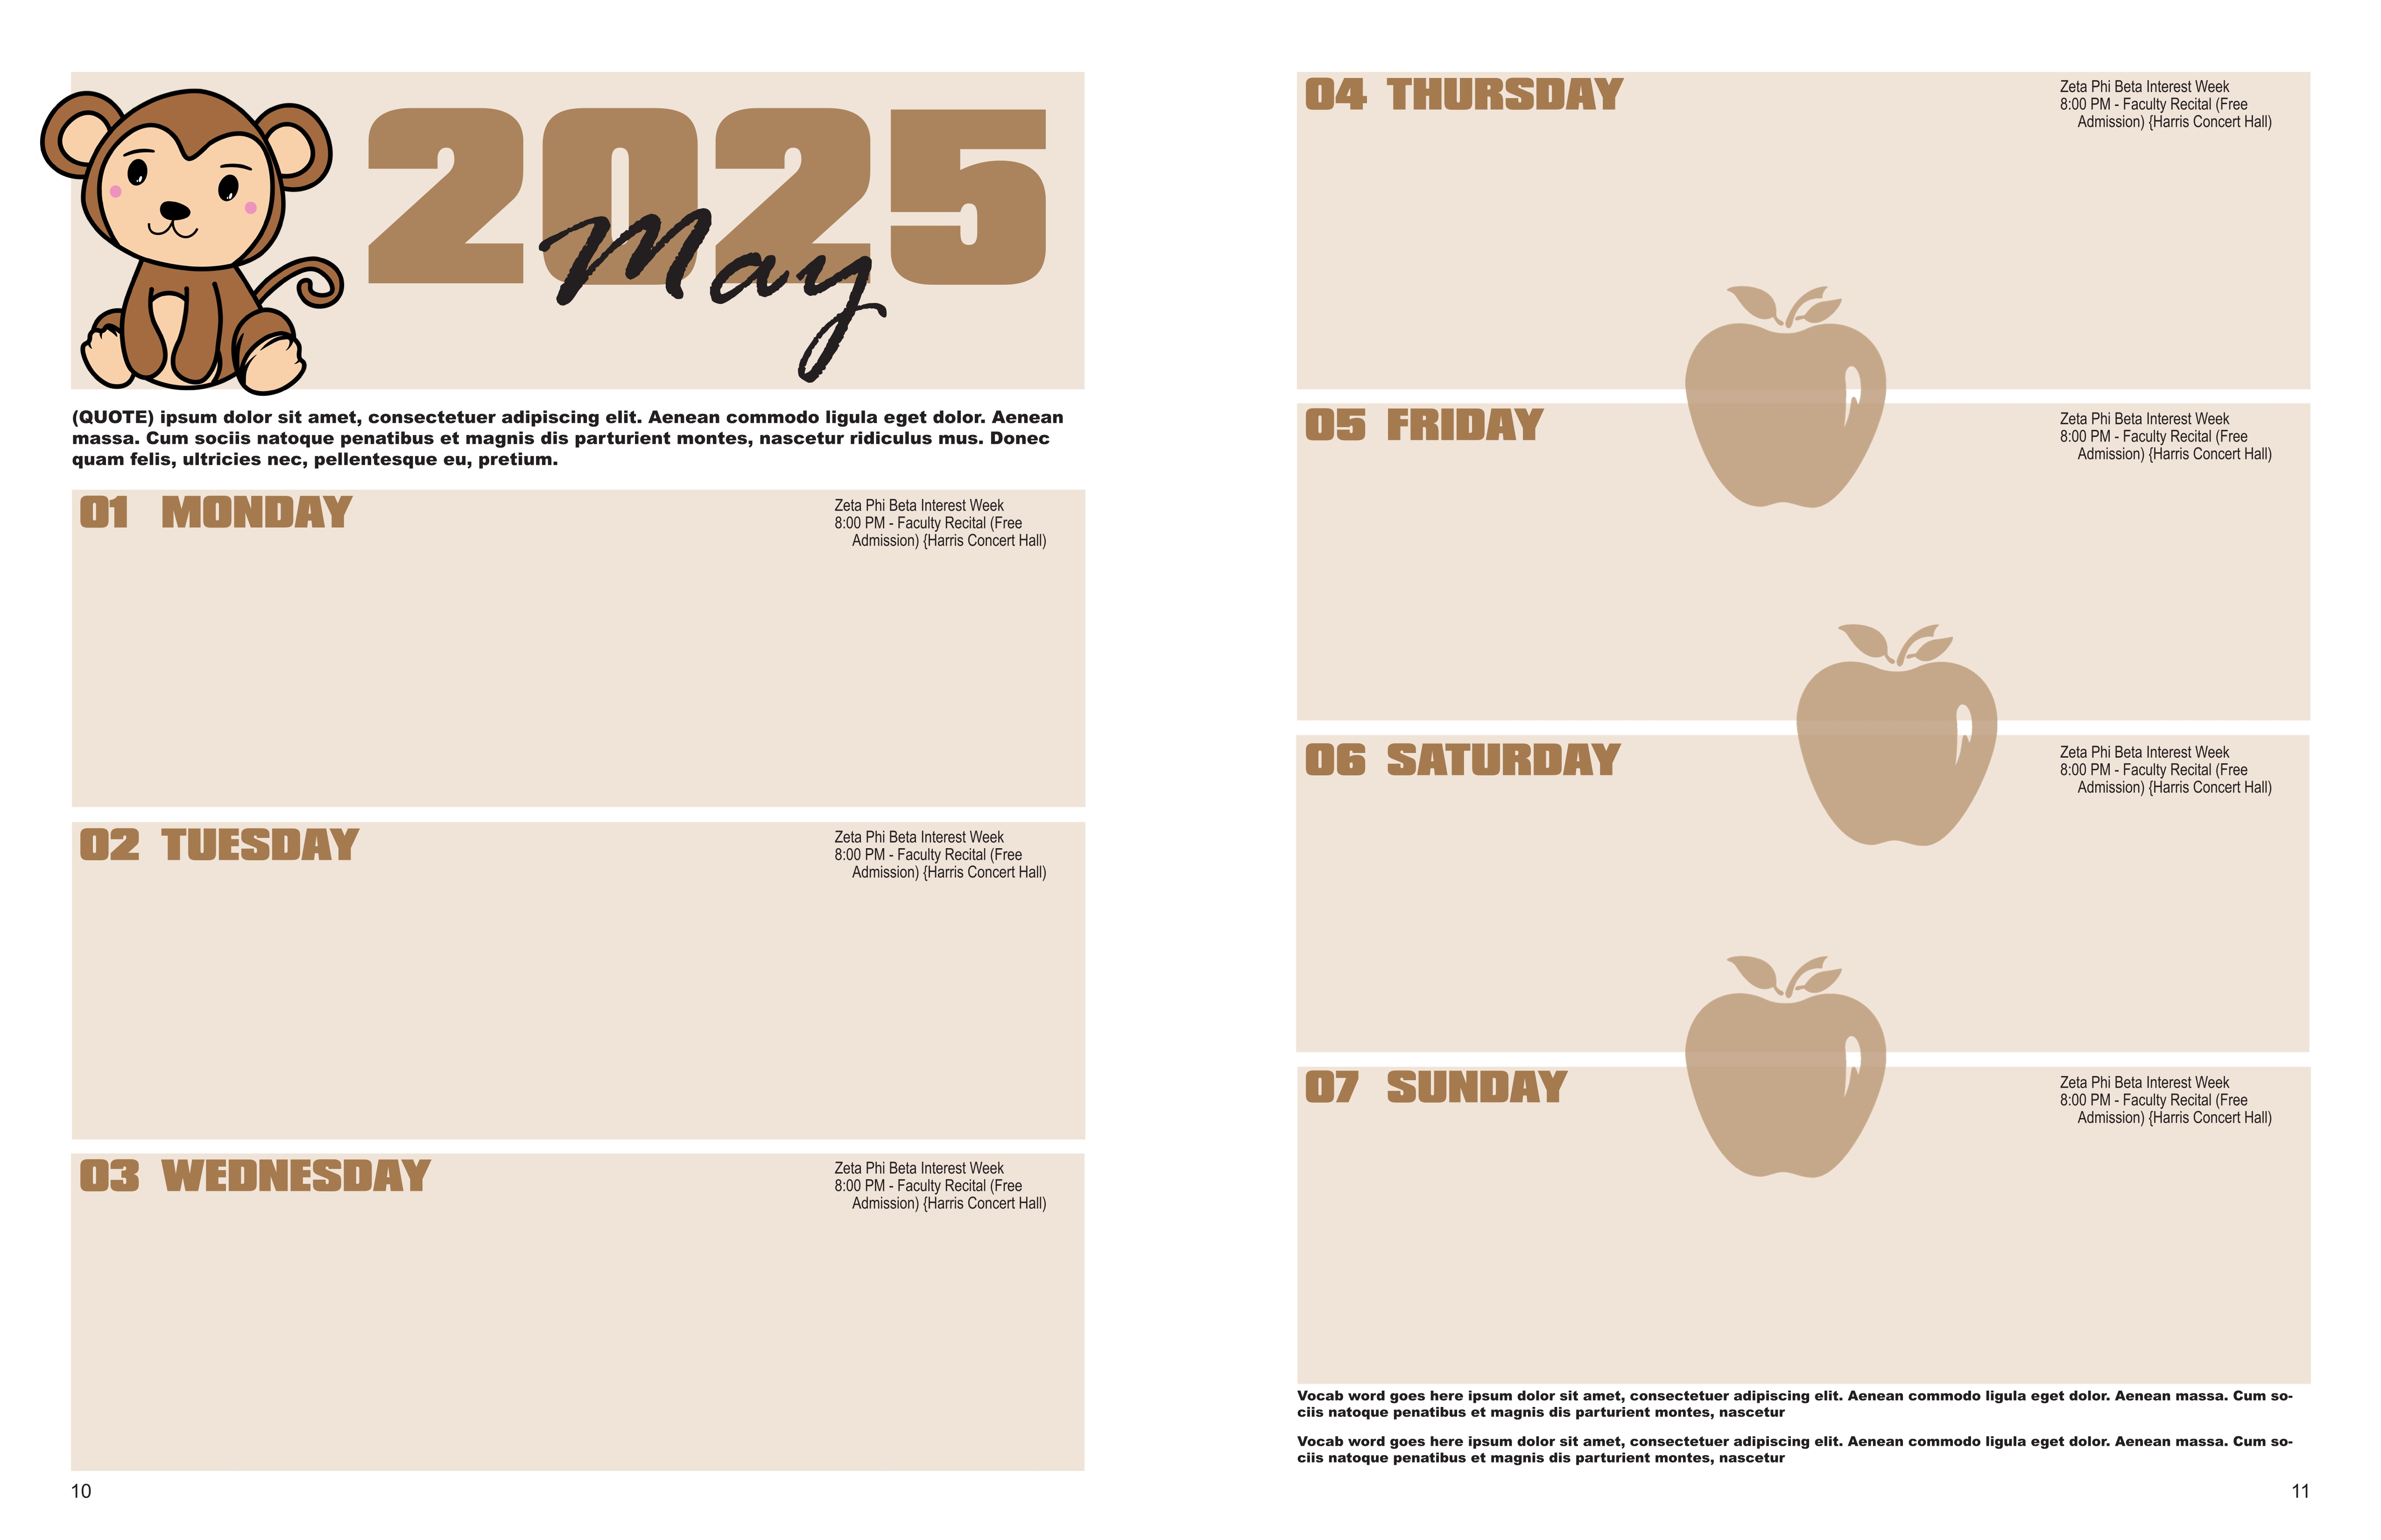 2025
May
(QUOTE) ipsum dolor sit amet, consectetuer adipiscing elit. Aenean commodo ligula eget dolor. Aenean
massa. Cum sociis natoque penatibus et magnis dis parturient montes, nascetur ridiculus mus. Donec
quam felis, ultricies nec, pellentesque eu, pretium.
01 MONDAY
Zeta Phi Beta Interest Week
8:00 PM - Faculty Recital (Free
Admission) {Harris Concert Hall)
02 TUESDAY
Zeta Phi Beta Interest Week
8:00 PM - Faculty Recital (Free
Admission) {Harris Concert Hall)
03 WEDNESDAY
Zeta Phi Beta Interest Week
8:00 PM - Faculty Recital (Free
Admission) {Harris Concert Hall)
10
04 THURSDAY
Zeta Phi Beta Interest Week
8:00 PM - Faculty Recital (Free
Admission) {Harris Concert Hall)
05 FRIDAY
Zeta Phi Beta Interest Week
8:00 PM - Faculty Recital (Free
Admission) {Harris Concert Hall)
06 SATURDAY
Zeta Phi Beta Interest Week
8:00 PM - Faculty Recital (Free
Admission) {Harris Concert Hall)
07 SUNDAY
Zeta Phi Beta Interest Week
8:00 PM - Faculty Recital (Free
Admission) {Harris Concert Hall)
Vocab word goes here ipsum dolor sit amet, consectetuer adipiscing elit. Aenean commodo ligula eget dolor. Aenean massa. Cum so-
ciis natoque penatibus et magnis dis parturient montes, nascetur
Vocab word goes here ipsum dolor sit amet, consectetuer adipiscing elit. Aenean commodo ligula eget dolor. Aenean massa. Cum so-
ciis natoque penatibus et magnis dis parturient montes, nascetur
11